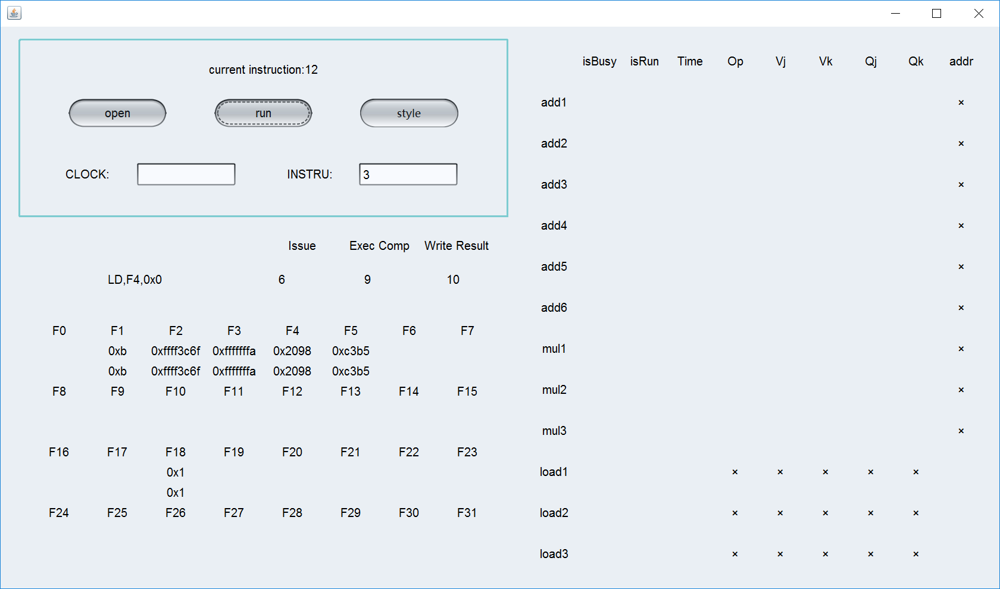 current instruction:12
open run style
CLOCK: INSTRU: 3
Issue Exec Comp Write Result
LD,F4,0x0 6 9 10
F0 F1 F2 F3 F4 F5 F6 F7
0xb 0xffff3c6f 0xfffffffa 0x2098 0xc3b5
0xb 0xffff3c6f 0xfffffffa 0x2098 0xc3b5
F8 F9 F10 F11 F12 F13 F14 F15
F16 F17 F18 F19 F20 F21 F22 F23
0x1
0x1
F24 F25 F26 F27 F28 F29 F30 F31
isBusy isRun Time Op Vj Vk Qj Qk addr
add1 ×
add2 ×
add3 ×
add4 ×
add5 ×
add6 ×
mul1 ×
mul2 ×
mul3 ×
load1 × × × × ×
load2 × × × × ×
load3 × × × × ×